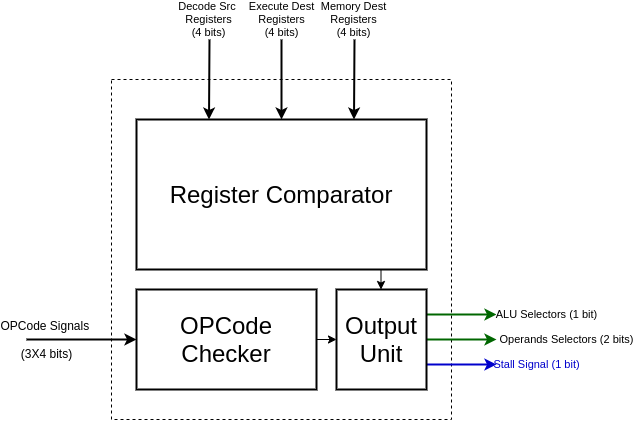 Decode Src
Registers
(4 bits)
Execute Dest
Registers
(4 bits)
Memory Dest
Registers
(4 bits)
Register Comparator
OPCode Signals
(3X4 bits)
OPCode
Checker
Output
Unit
ALU Selectors (1 bit)
Operands Selectors (2 bits)
Stall Signal (1 bit)